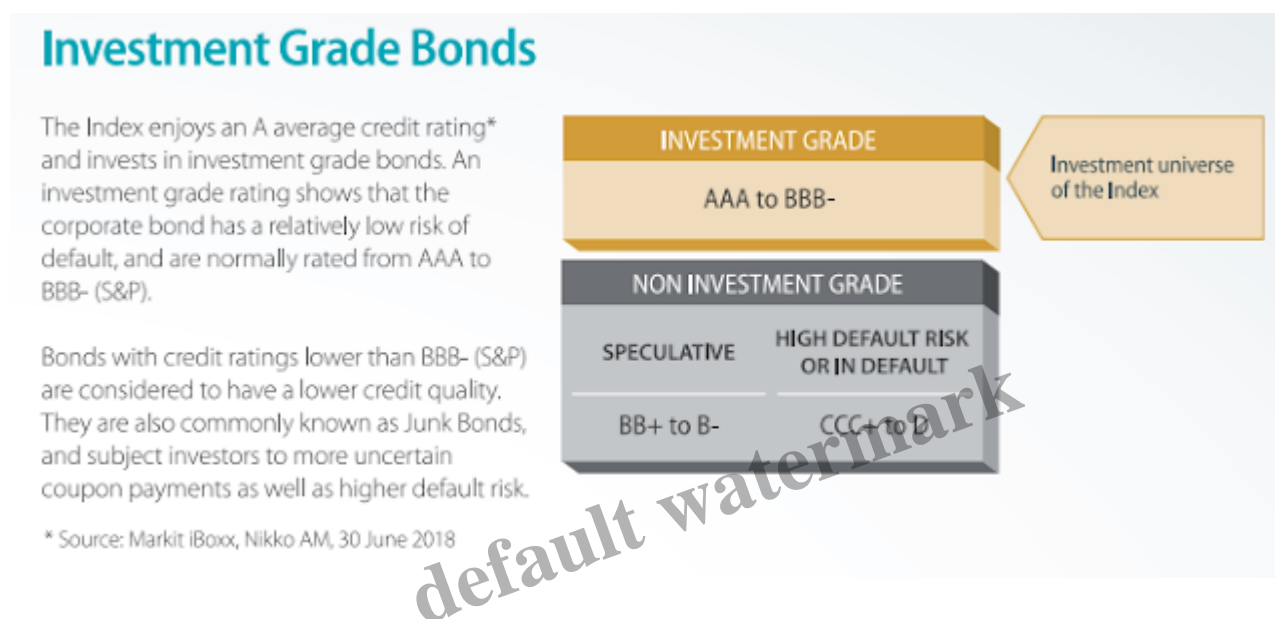 Investment Grade Bonds
The Index enjoys an A average credit rating*
and invests in investment grade bonds. An
investment grade rating shows that the
corporate bond has a relatively low risk of
default, and are normally rated from AAA to
BBB- (S&P).
Bonds with credit ratings lower than BBB- (S&P)
are considered to have a lower credit quality.
They are also commonly known as Junk Bonds,
and subject investors to more uncertain
coupon payments as well as higher default risk.
* Source: Markit iBoxx, Nikko AM, 30 June 2018
INVESTMENT GRADE
AAA to BBB-
Investment universe
of the Index
NON INVESTMENT GRADE
SPECULATIVE
BB+ to B-
HIGH DEFAULT RISK
OR IN DEFAULT
CCC+ to D
default watermark